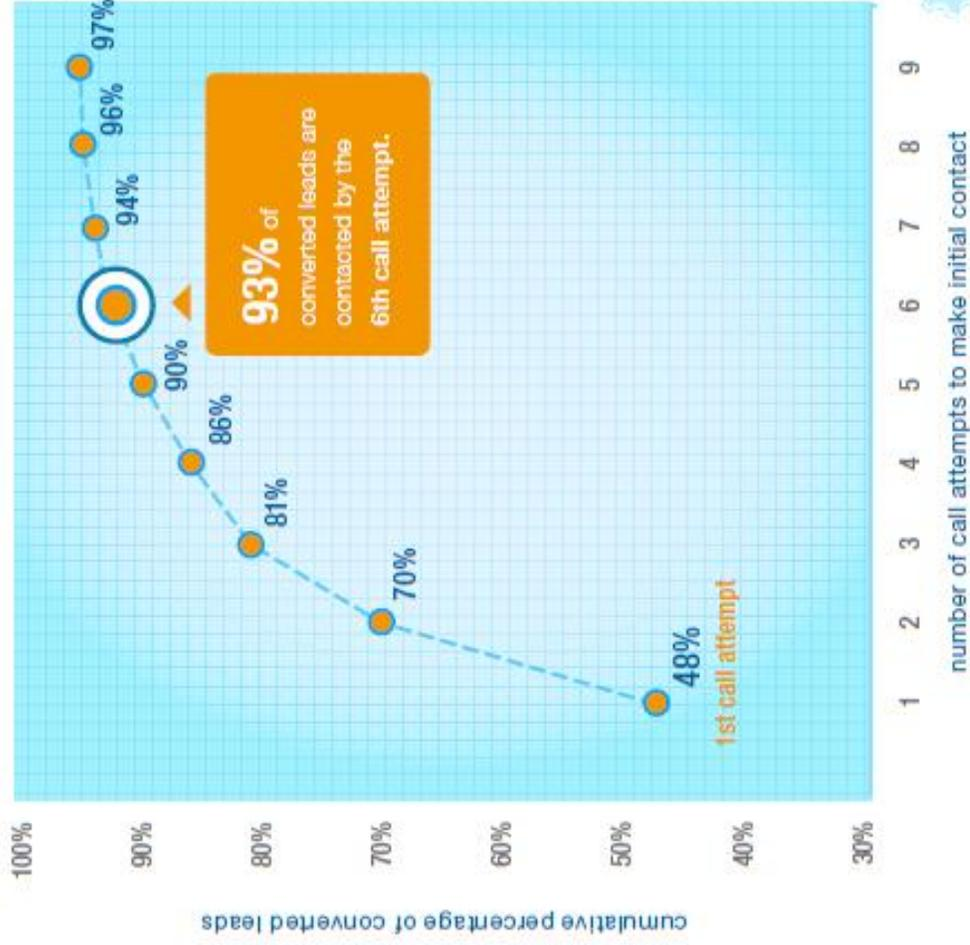 cumulative percentage of converted leads
100%
90%
80%
70%
60%
50%
40%
30%
48%
1st call attempt
70%
81%
86%
90%
94%
96%
97%
93% of
converted leads are
contacted by the
6th call attempt.
1 2 3 4 5 6 7 8 9
number of call attempts to make initial contact